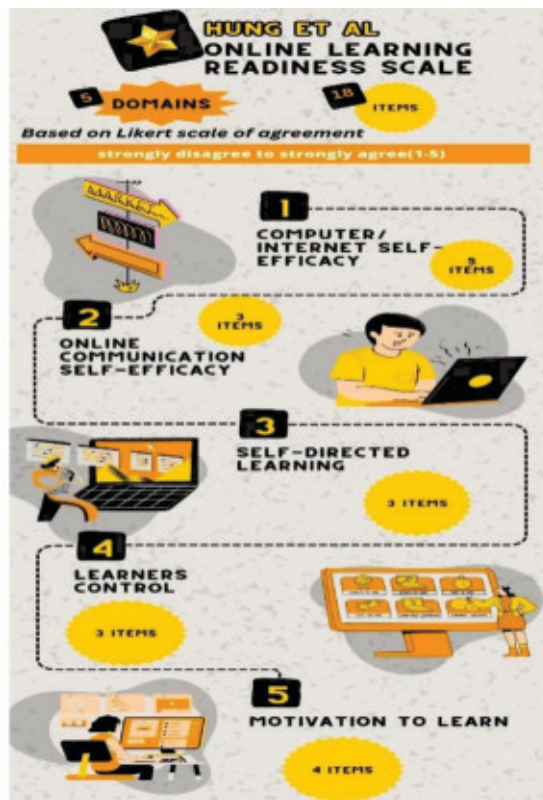 HUNG ET AL
ONLINE LEARNING
READINESS SCALE
5
DOMAINS
18
ITEMS
Based on Likert scale of agreement
strongly disagree to strongly agree(1-5)
1
COMPUTER/
INTERNET SELF-
EFFICACY
5
ITEMS
2
3
ITEMS
ONLINE
COMMUNICATION
SELF-EFFICACY
3
SELF-DIRECTED
LEARNING
3 ITEMS
4
LEARNERS
CONTROL
3 ITEMS
5
MOTIVATION TO LEARN
4 ITEMS